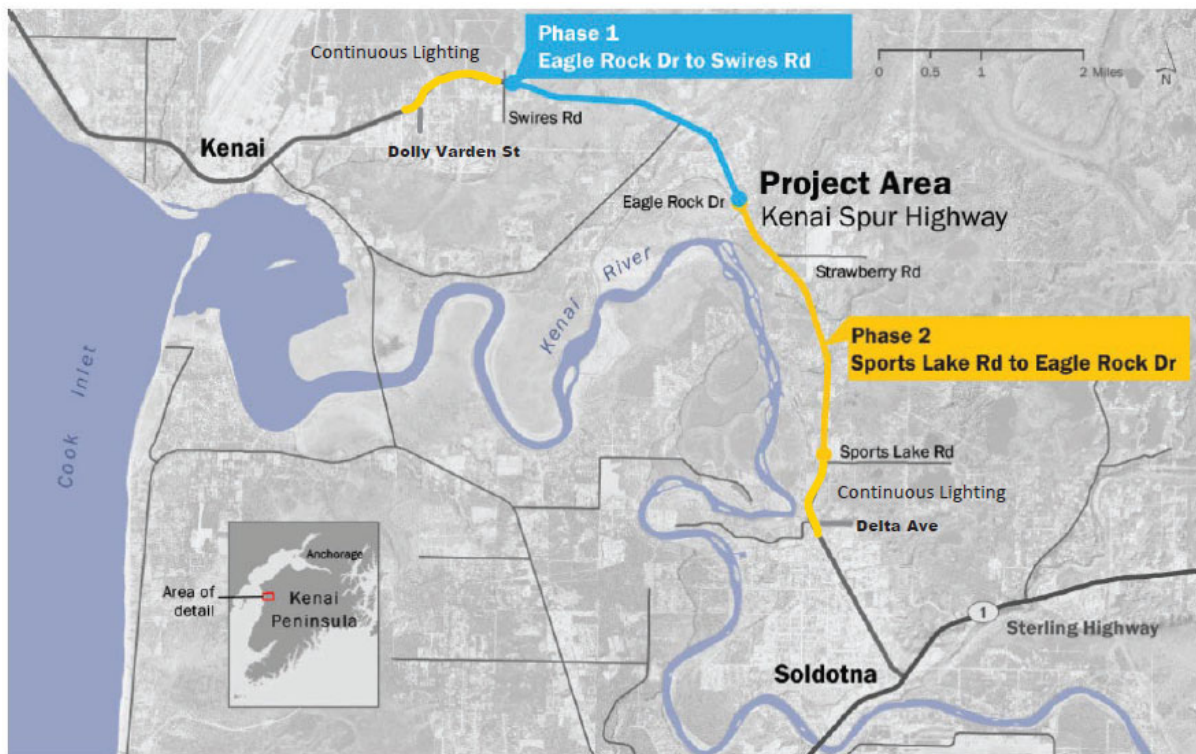 Continuous Lighting
Phase 1
Eagle Rock Dr to Swires Rd
0 0.5 1 2 Miles
N
Swires Rd
Kenai
Dolly Varden St
Project Area
Kenai Spur Highway
Eagle Rock Dr
Strawberry Rd
Kenai River
Phase 2
Sports Lake Rd to Eagle Rock Dr
Cook Inlet
Sports Lake Rd
Continuous Lighting
Delta Ave
Anchorage
Area of
detail
Kenai
Peninsula
1
Sterling Highway
Soldotna